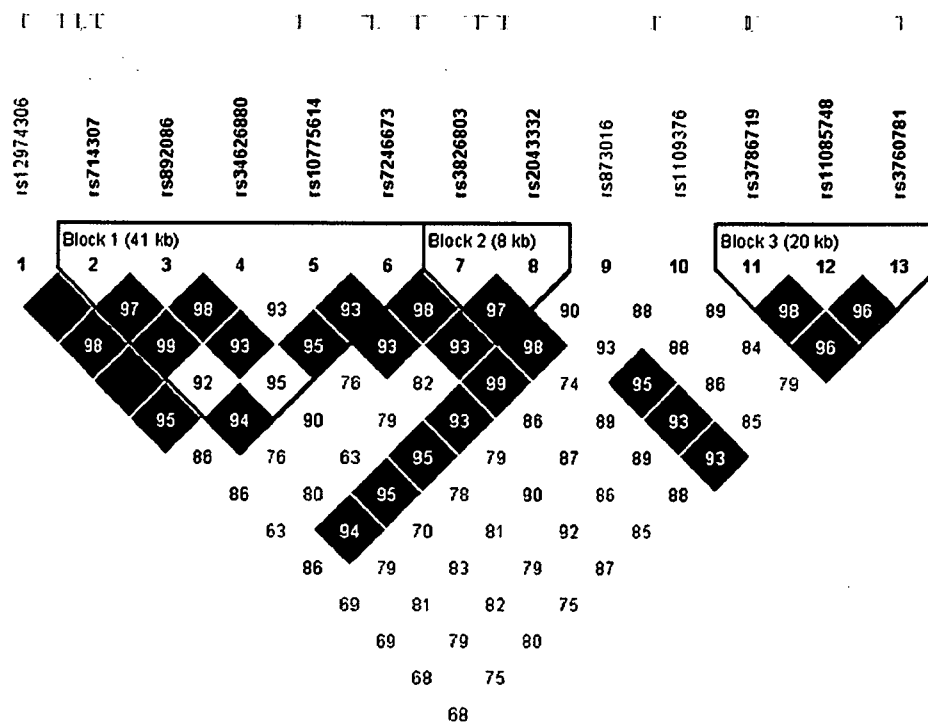 rs12974306
rs714307
rs892086
rs34626880
rs10775614
rs7246673
rs3826803
rs2043332
rs873016
rs1109376
rs3786719
rs11085748
rs3760781
Block 1 (41 kb) Block 2 (8 kb) Block 3 (20 kb)
1 2 3 4 5 6 7 8 9 10 11 12 13
97 98 93 93 98 97 90 88 89 98 96
98 99 93 95 93 93 98 93 88 84 96
92 95 76 82 99 74 95 86 79
95 94 90 79 93 86 89 93 85
88 76 63 95 79 87 89 93
86 80 95 78 90 86 88
63 94 70 81 92 85
86 79 83 79 87
69 81 82 75
69 79 80
68 75
68